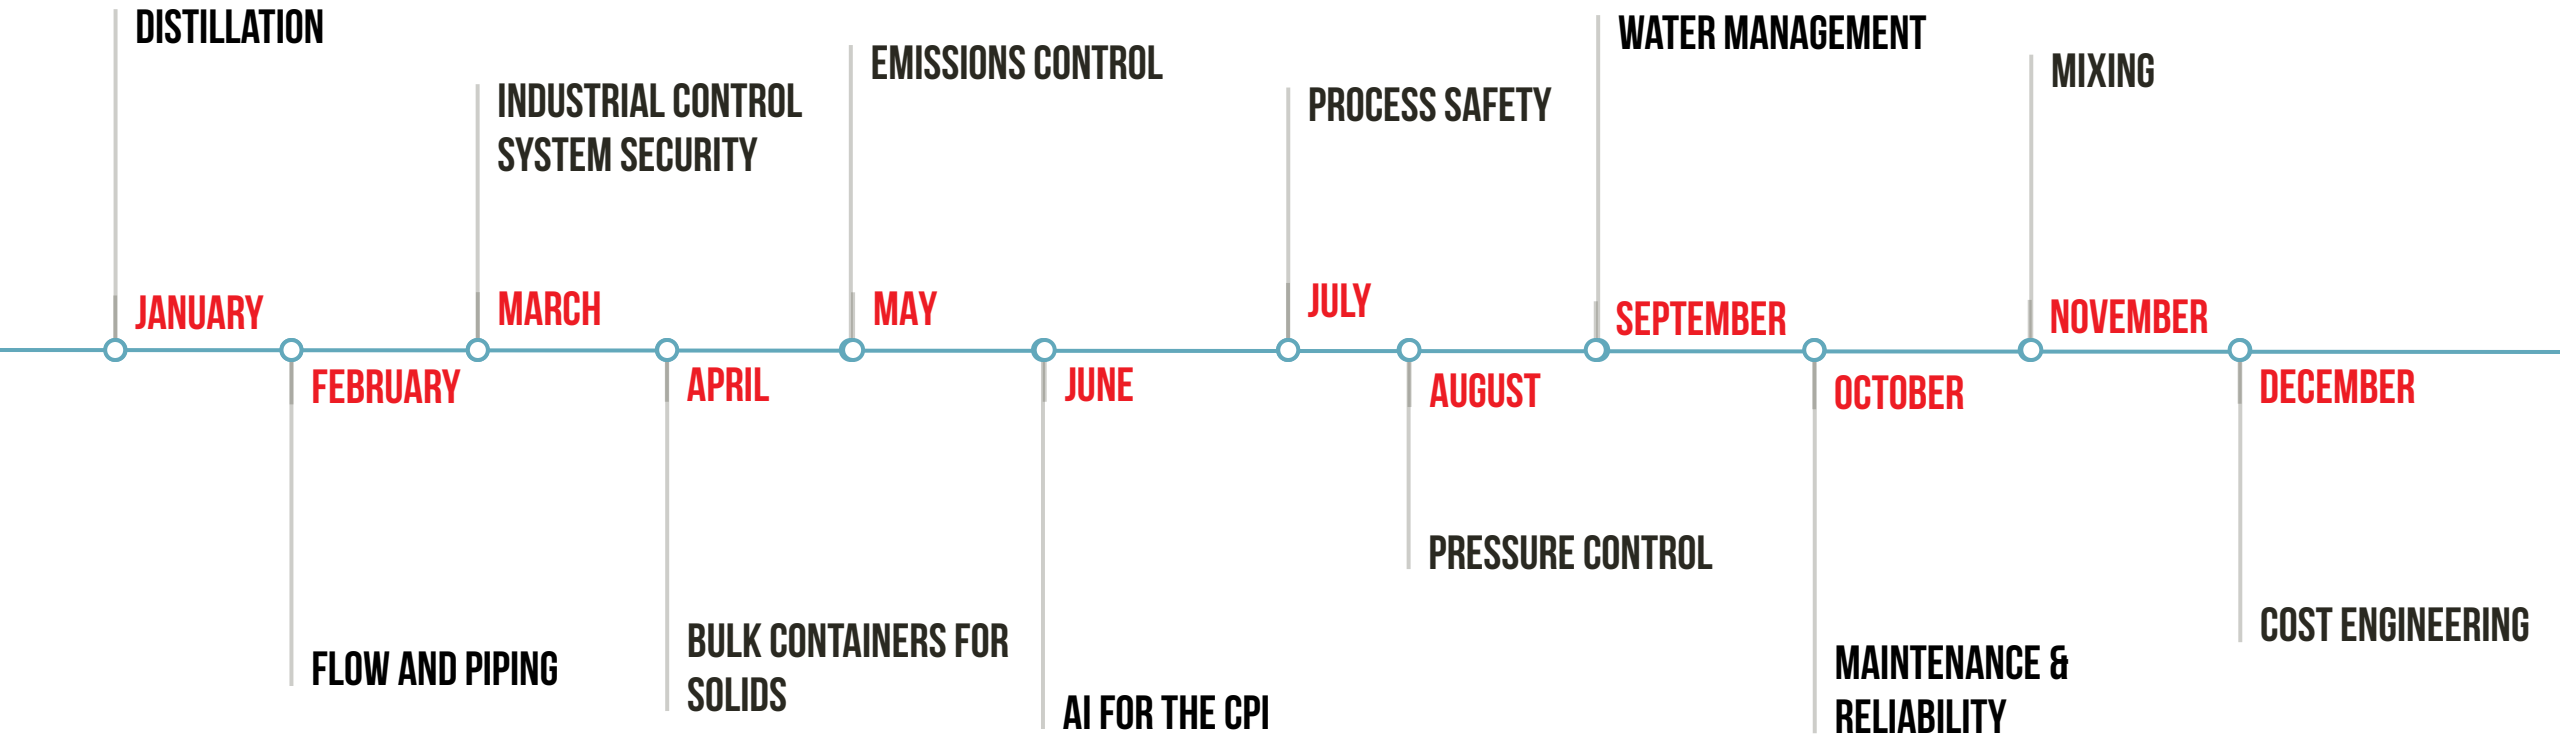 DISTILLATION
JANUARY
FEBRUARY
FLOW AND PIPING
INDUSTRIAL CONTROL
SYSTEM SECURITY
MARCH
APRIL
BULK CONTAINERS FOR
SOLIDS
EMISSIONS CONTROL
MAY
JUNE
AI FOR THE CPI
PROCESS SAFETY
JULY
AUGUST
PRESSURE CONTROL
WATER MANAGEMENT
SEPTEMBER
OCTOBER
MAINTENANCE &
RELIABILITY
MIXING
NOVEMBER
DECEMBER
COST ENGINEERING